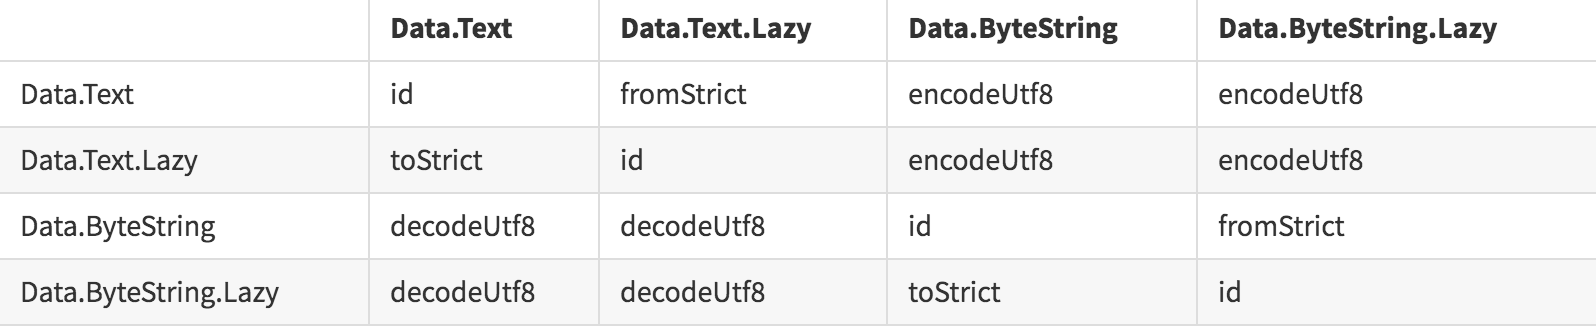 Data.Text Data.Text.Lazy Data.ByteString Data.ByteString.Lazy
Data.Text id fromStrict encodeUtf8 encodeUtf8
Data.Text.Lazy toStrict id encodeUtf8 encodeUtf8
Data.ByteString decodeUtf8 decodeUtf8 id fromStrict
Data.ByteString.Lazy decodeUtf8 decodeUtf8 toStrict id